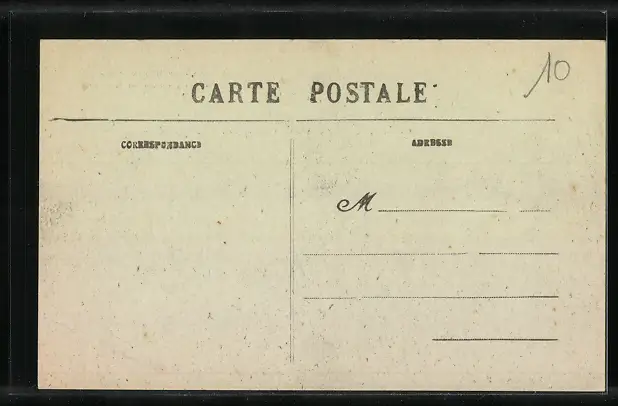 10
CARTE POSTALE
CORRESPONDANCE
ADRESSE
M